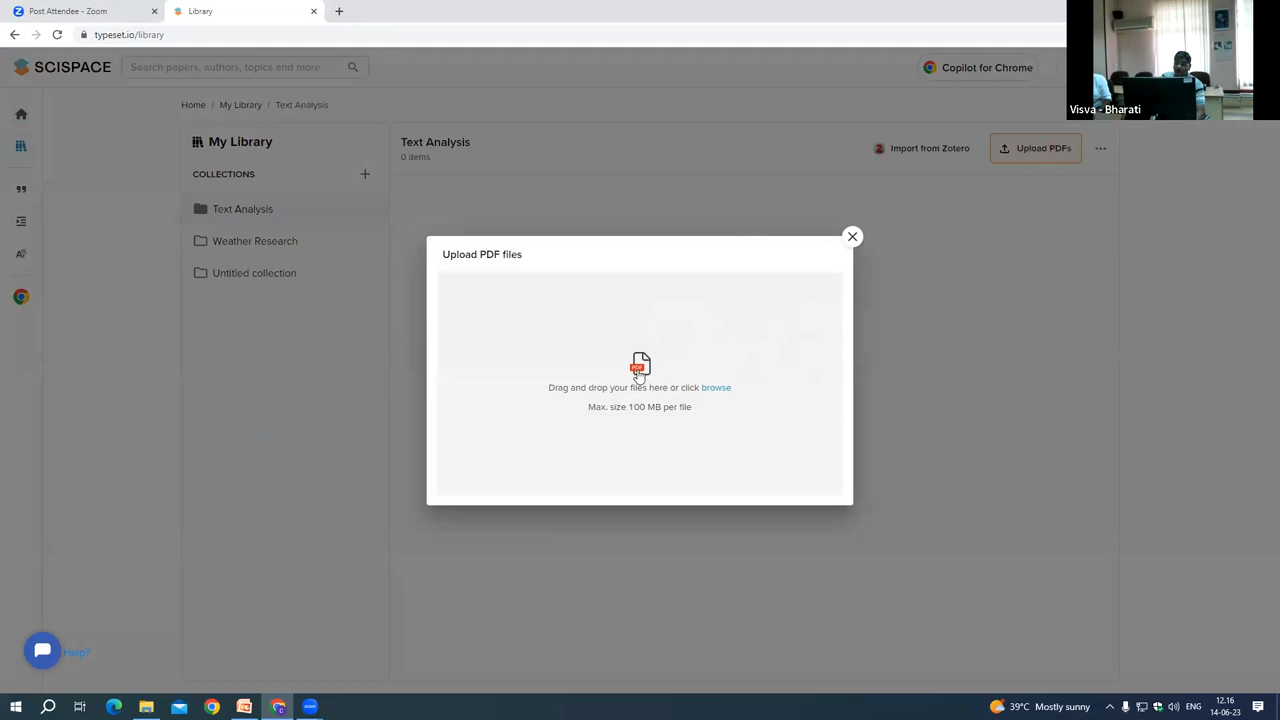 Post Attendee - Zoom
Library
typeset.io/library
SCISPACE
Search papers, authors, topics and more
Copilot for Chrome
Visva - Bharati
Home / My Library / Text Analysis
My Library
Text Analysis
0 items
Import from Zotero
Upload PDFs
COLLECTIONS
Text Analysis
Weather Research
Untitled collection
Upload PDF files
PDF
Drag and drop your files here or click browse
Max. size 100 MB per file
Help?
39°C Mostly sunny
12.16
14-06-23